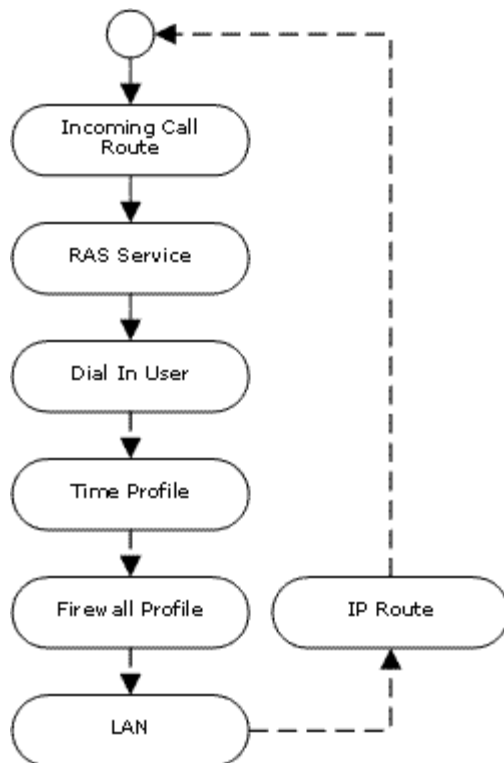 Incoming Call
Route
RAS Service
Dial In User
Time Profile
Firewall Profile
IP Route
LAN